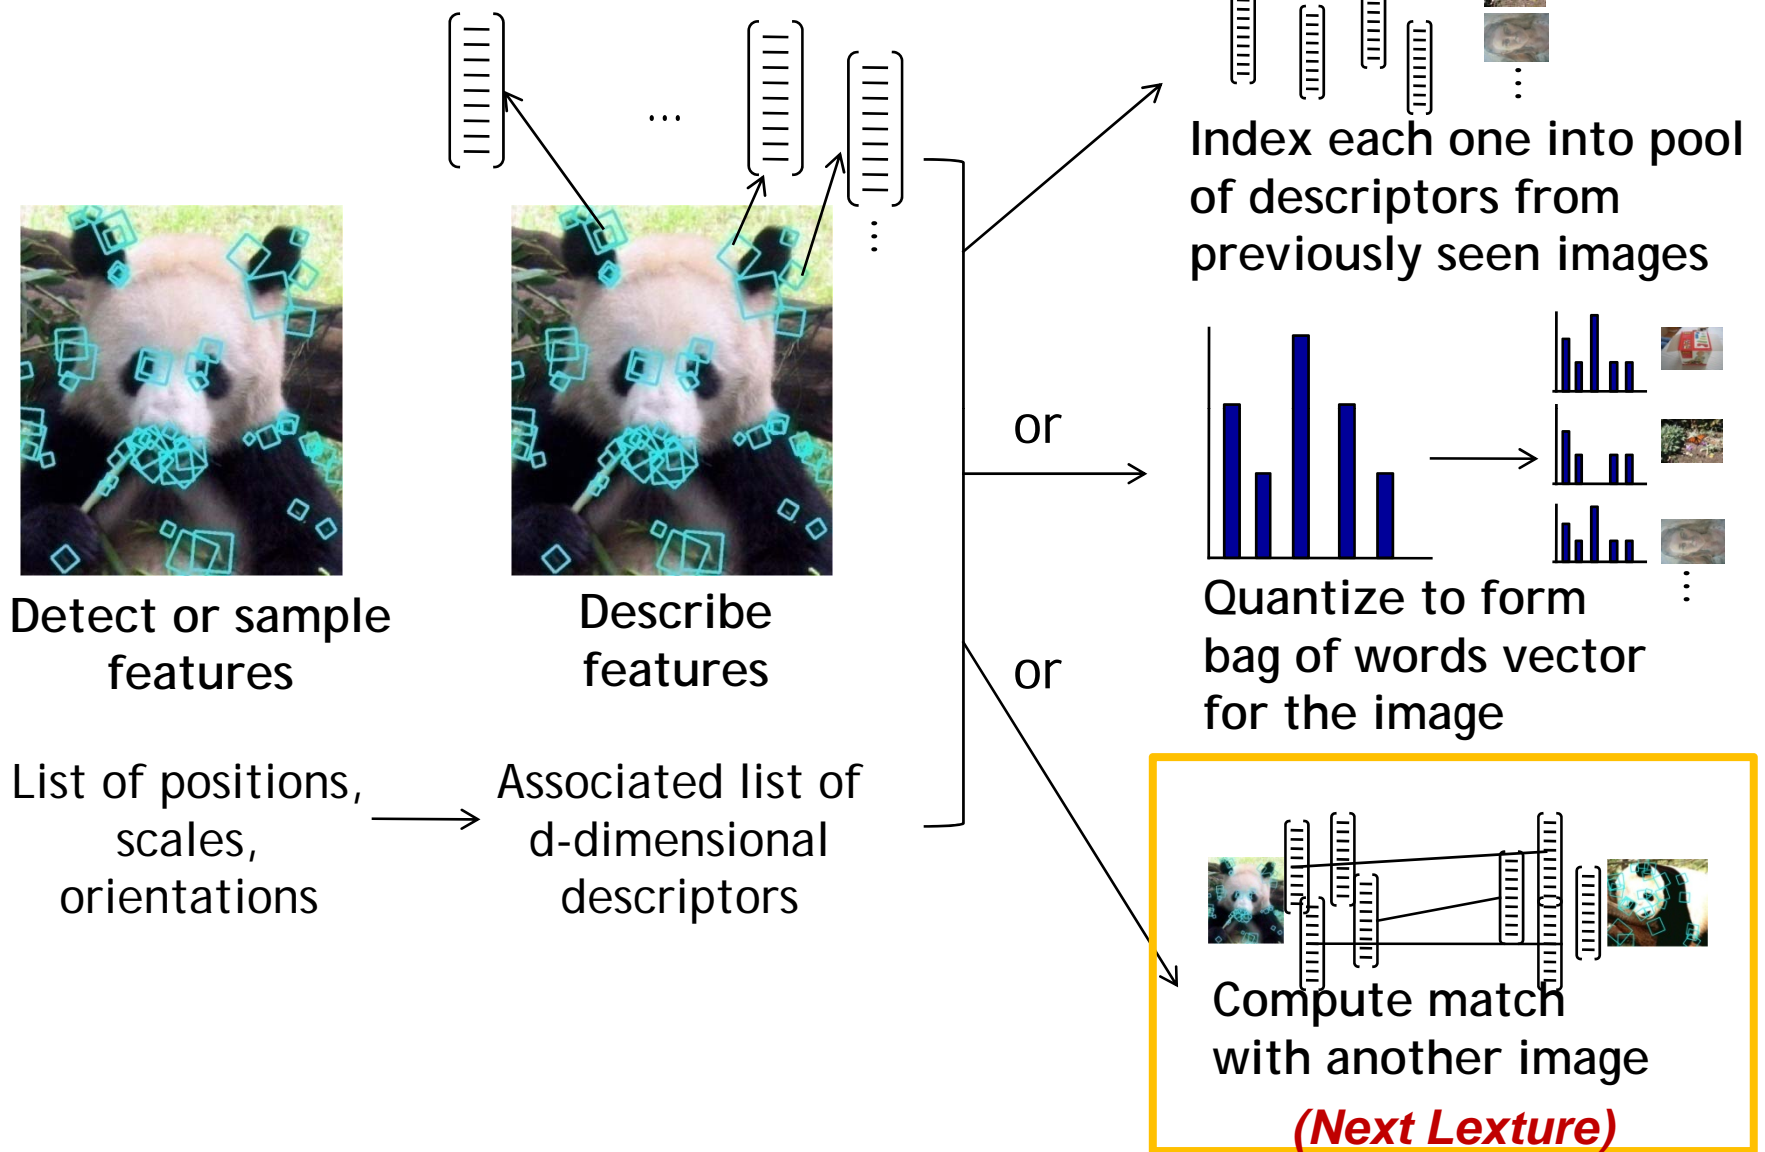 ...
Index each one into pool
of descriptors from
previously seen images
Detect or sample
features
Describe
features
List of positions,
scales,
orientations
Associated list of
d-dimensional
descriptors
or
or
Quantize to form
bag of words vector
for the image
Compute match
with another image
(Next Lexture)